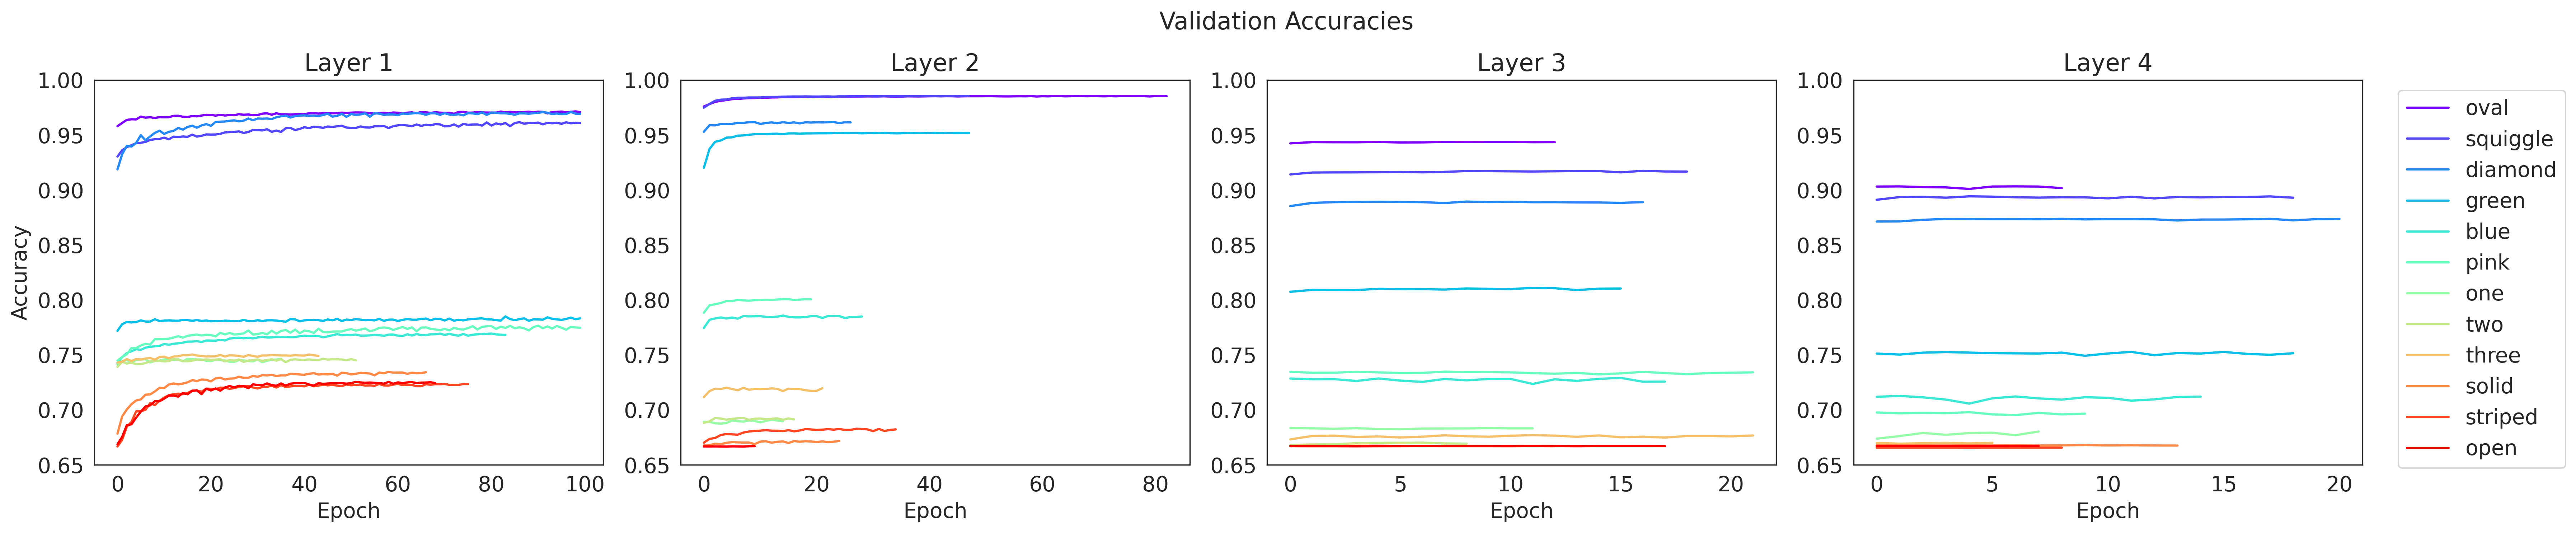 Validation Accuracies
Layer 1
Layer 2
Layer 3
Layer 4
1.00
0.95
0.90
0.85
0.80
0.75
0.70
0.65
Accuracy
0 20 40 60 80 100
Epoch
1.00
0.95
0.90
0.85
0.80
0.75
0.70
0.65
0 20 40 60 80
Epoch
1.00
0.95
0.90
0.85
0.80
0.75
0.70
0.65
0 5 10 15 20
Epoch
1.00
0.95
0.90
0.85
0.80
0.75
0.70
0.65
0 5 10 15 20
Epoch
oval
squiggle
diamond
green
blue
pink
one
two
three
solid
striped
open